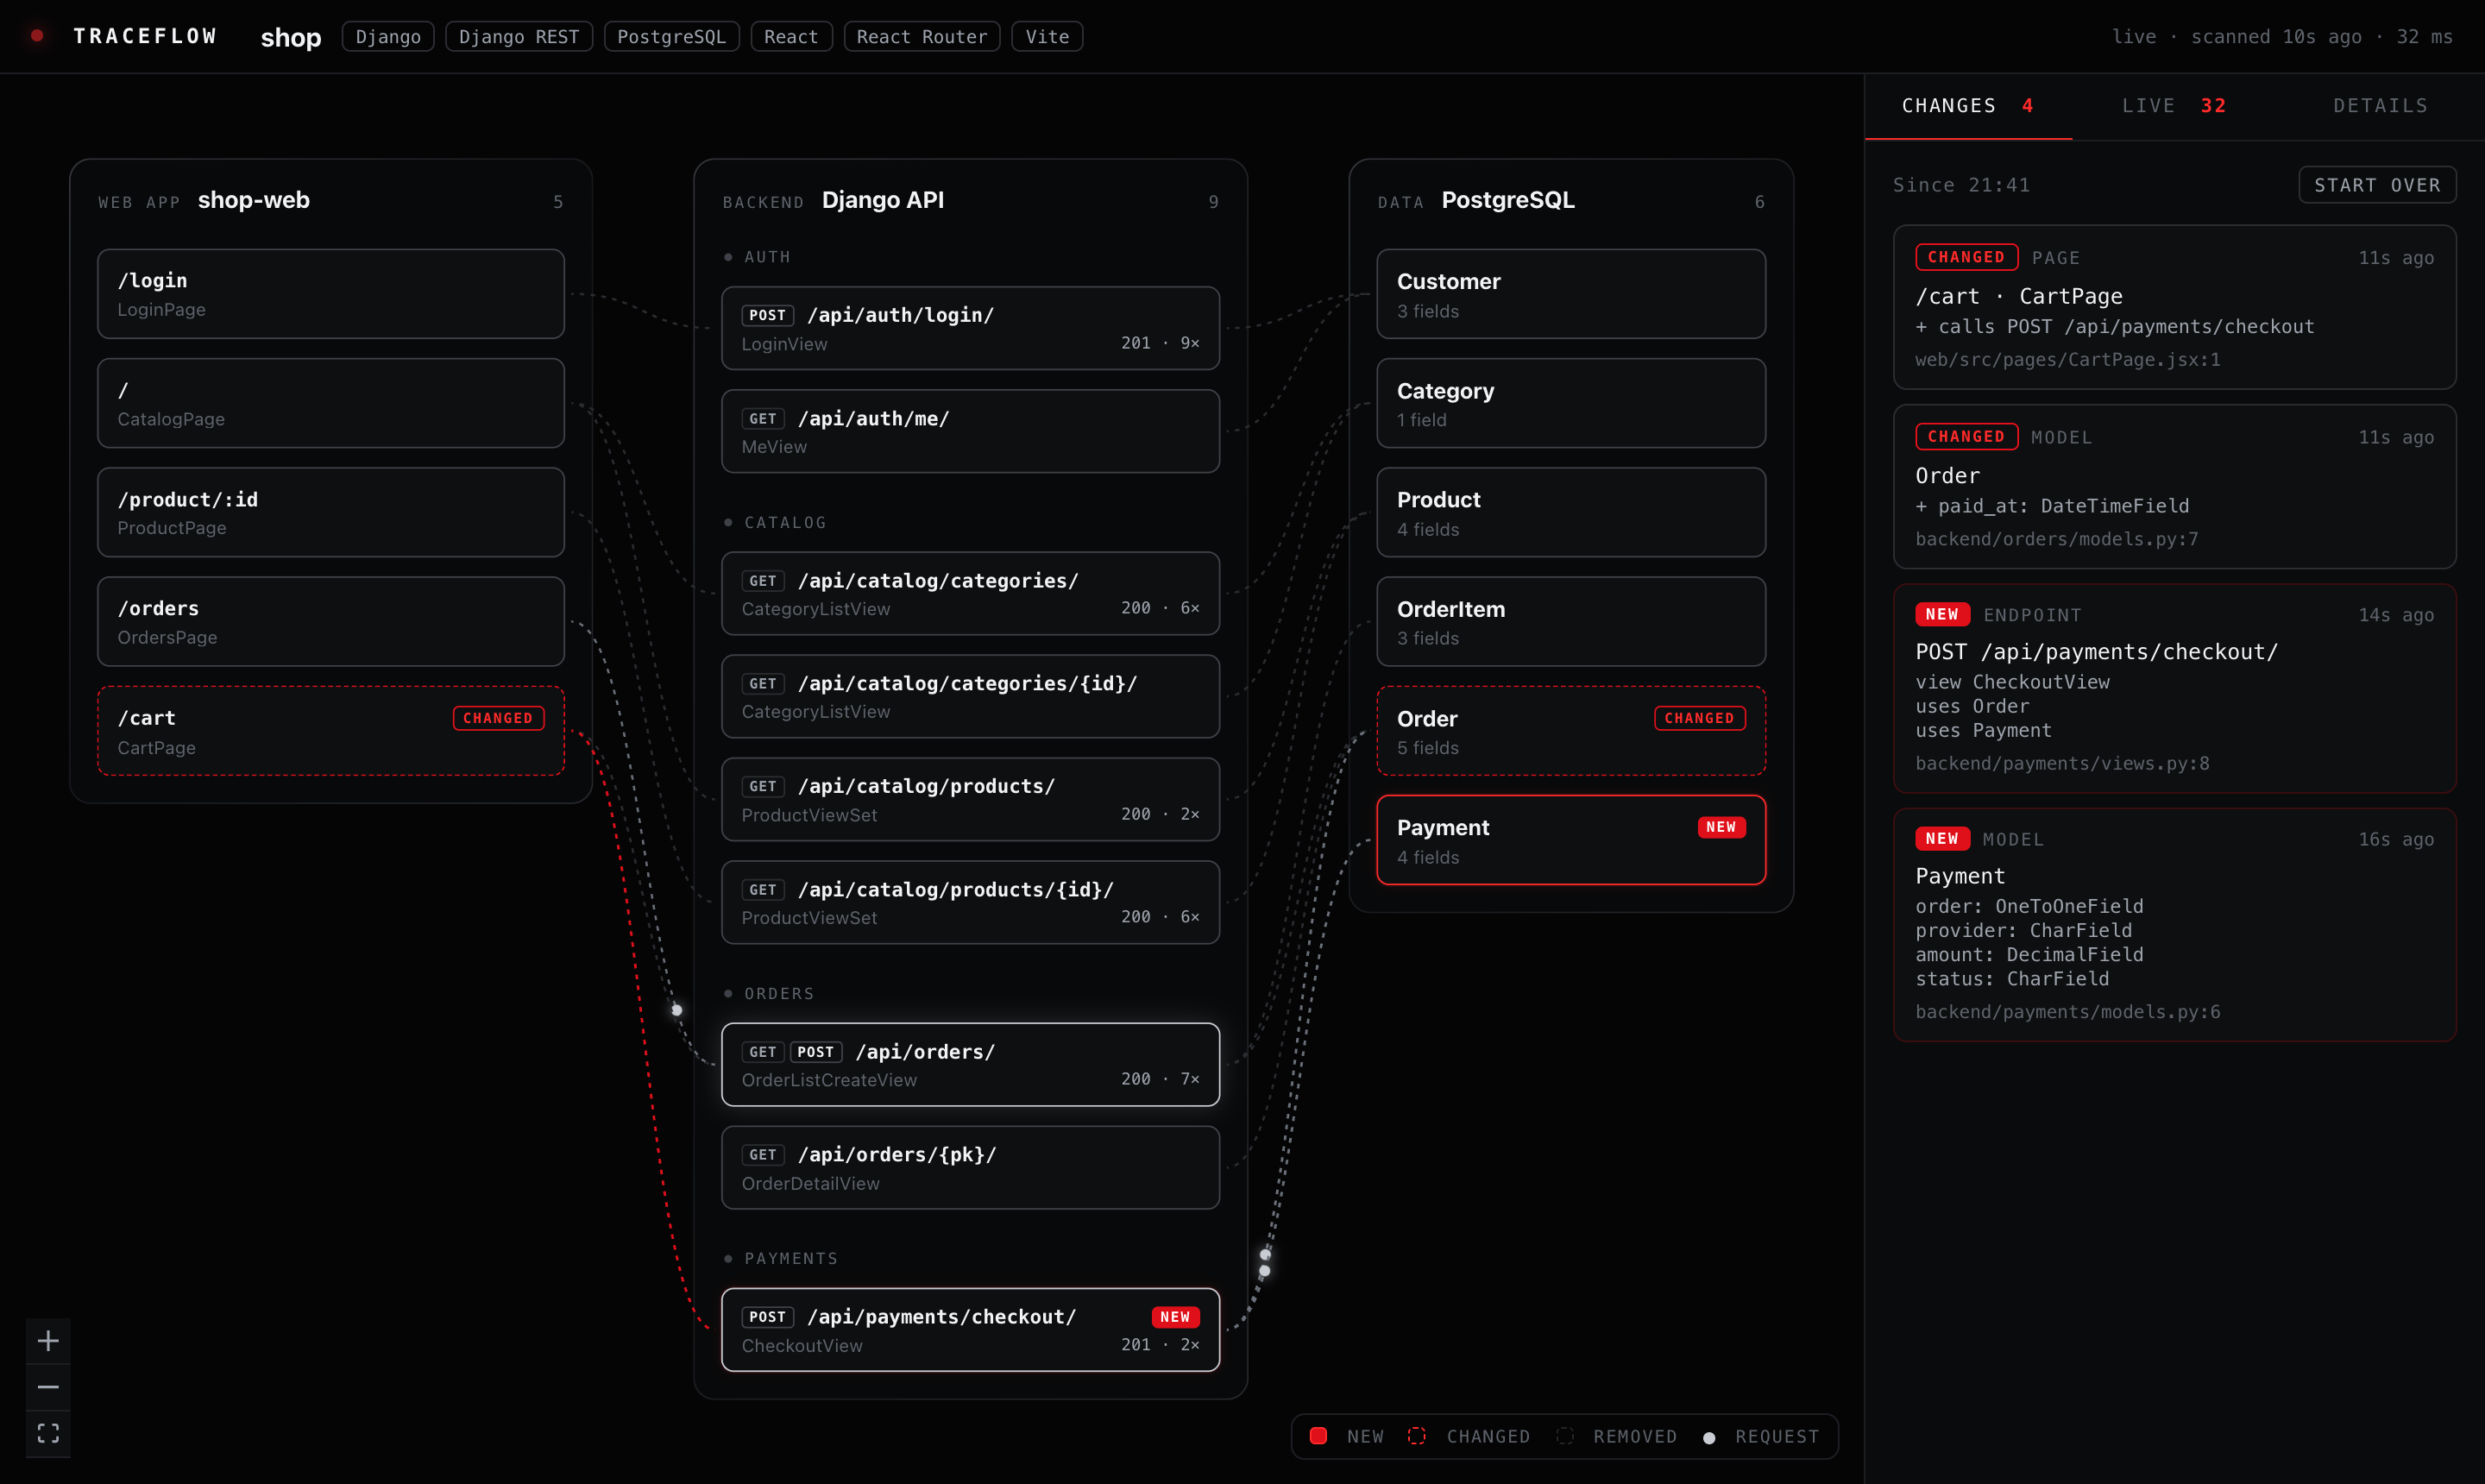 TRACEFLOW shop Django Django REST PostgreSQL React React Router Vite live · scanned 10s ago · 32 ms
WEB APP shop-web 5
/login
LoginPage
/
CatalogPage
/product/:id
ProductPage
/orders
OrdersPage
/cart CHANGED
CartPage
BACKEND Django API 9
AUTH
POST /api/auth/login/
LoginView 201 · 9×
GET /api/auth/me/
MeView
CATALOG
GET /api/catalog/categories/
CategoryListView 200 · 6×
GET /api/catalog/categories/{id}/
CategoryListView
GET /api/catalog/products/
ProductViewSet 200 · 2×
GET /api/catalog/products/{id}/
ProductViewSet 200 · 6×
ORDERS
GET POST /api/orders/
OrderListCreateView 200 · 7×
GET /api/orders/{pk}/
OrderDetailView
PAYMENTS
POST /api/payments/checkout/ NEW
CheckoutView 201 · 2×
DATA PostgreSQL 6
Customer
3 fields
Category
1 field
Product
4 fields
OrderItem
3 fields
Order CHANGED
5 fields
Payment NEW
4 fields
NEW CHANGED REMOVED REQUEST
CHANGES 4 LIVE 32 DETAILS
Since 21:41 START OVER
CHANGED PAGE 11s ago
/cart · CartPage
+ calls POST /api/payments/checkout
web/src/pages/CartPage.jsx:1
CHANGED MODEL 11s ago
Order
+ paid_at: DateTimeField
backend/orders/models.py:7
NEW ENDPOINT 14s ago
POST /api/payments/checkout/
view CheckoutView
uses Order
uses Payment
backend/payments/views.py:8
NEW MODEL 16s ago
Payment
order: OneToOneField
provider: CharField
amount: DecimalField
status: CharField
backend/payments/models.py:6